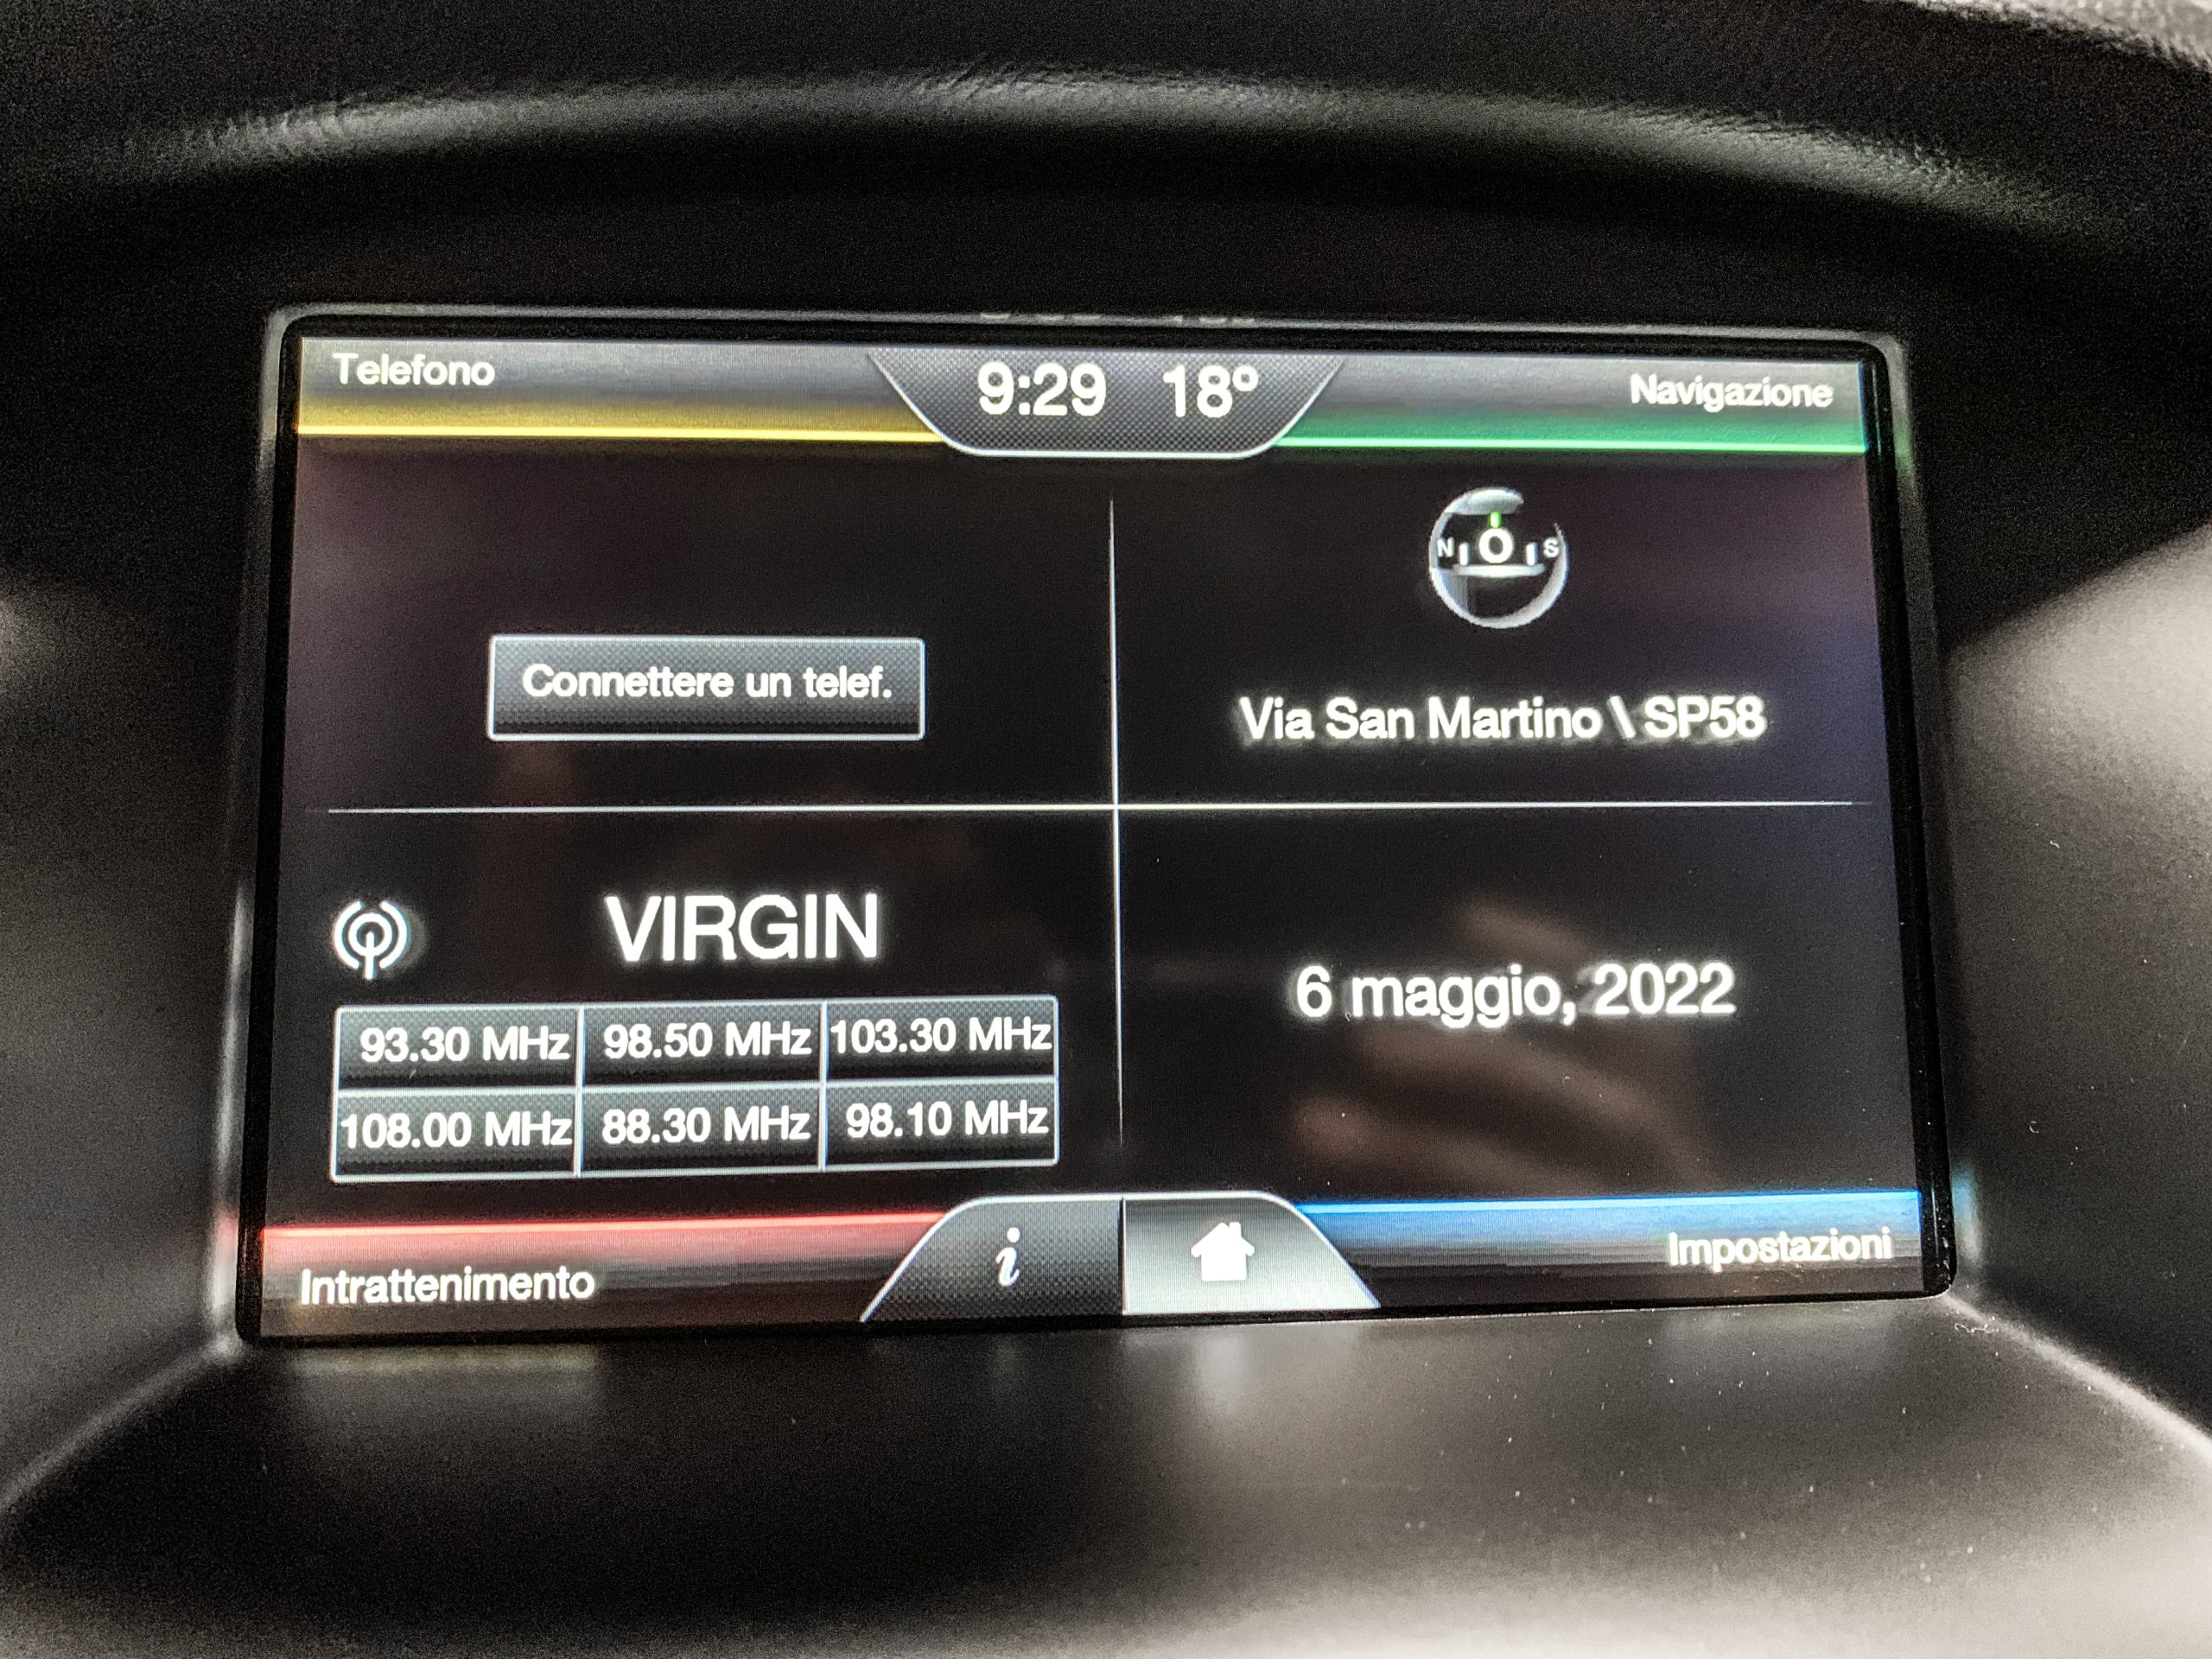 Telefono
9:29 18°
Navigazione
N O S
Connettere un telef.
Via San Martino \ SP58
VIRGIN
93.30 MHz 98.50 MHz 103.30 MHz
108.00 MHz 88.30 MHz 98.10 MHz
6 maggio, 2022
Intrattenimento
i
Impostazioni